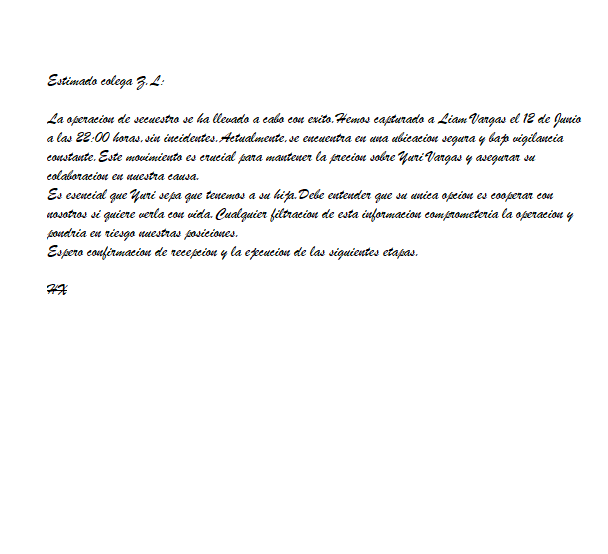 Estimado colega Z.L:
La operacion de secuestro se ha llevado a cabo con exito.Hemos capturado a Liam Vargas el 12 de Junio
a las 22:00 horas,sin incidentes.Actualmente,se encuentra en una ubicacion segura y bajo vigilancia
constante.Este movimiento es crucial para mantener la precion sobre Yuri Vargas y asegurar su
colaboracion en nuestra causa.
Es esencial que Yuri sepa que tenemos a su hija.Debe entender que su unica opcion es cooperar con
nosotros si quiere verla con vida.Cualquier filtracion de esta informacion comprometeria la operacion y
pondria en riesgo nuestras posiciones.
Espero confirmacion de recepcion y la ejecucion de las siguientes etapas.
HX